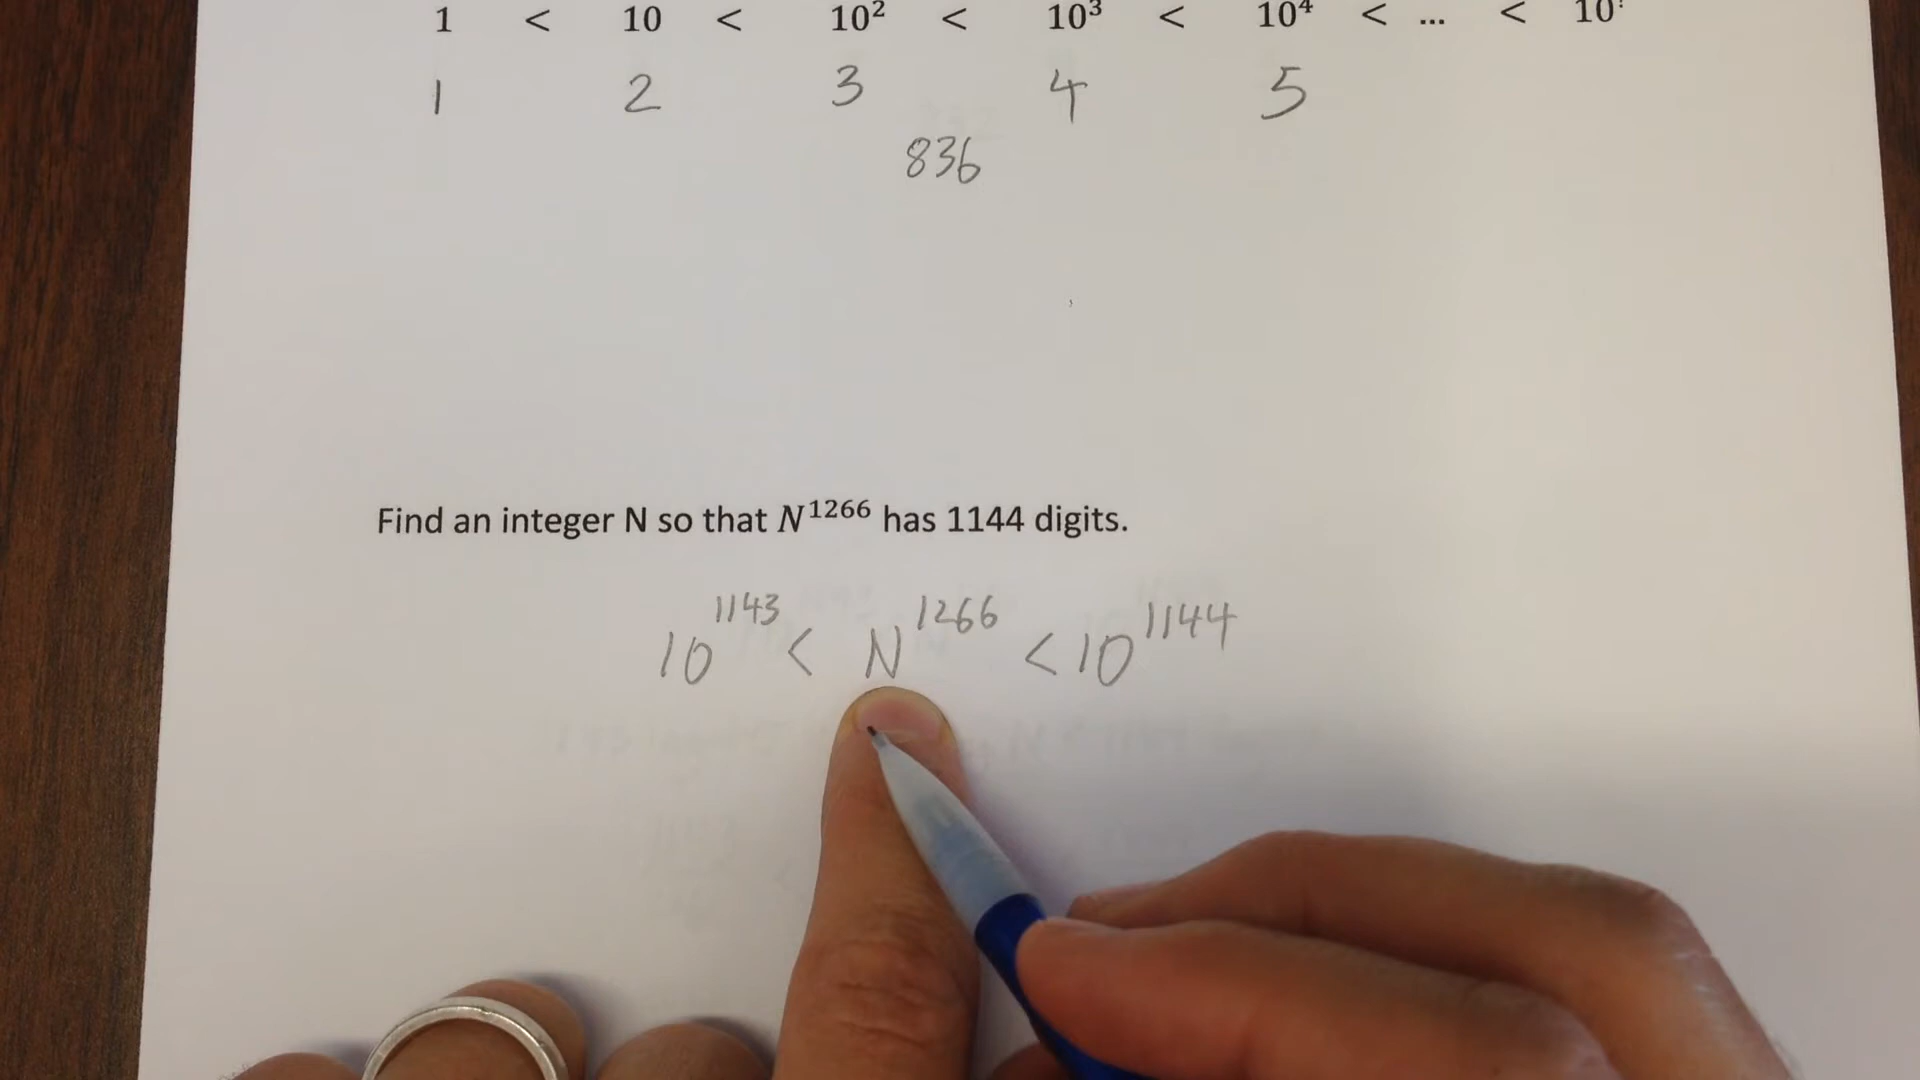 1 < 10 < 10² < 10³ < 10⁴ < ... < 10
1 2 3 4 5
836
Find an integer N so that N¹²⁶⁶ has 1144 digits.
10¹¹⁴³ < N¹²⁶⁶ < 10¹¹⁴⁴